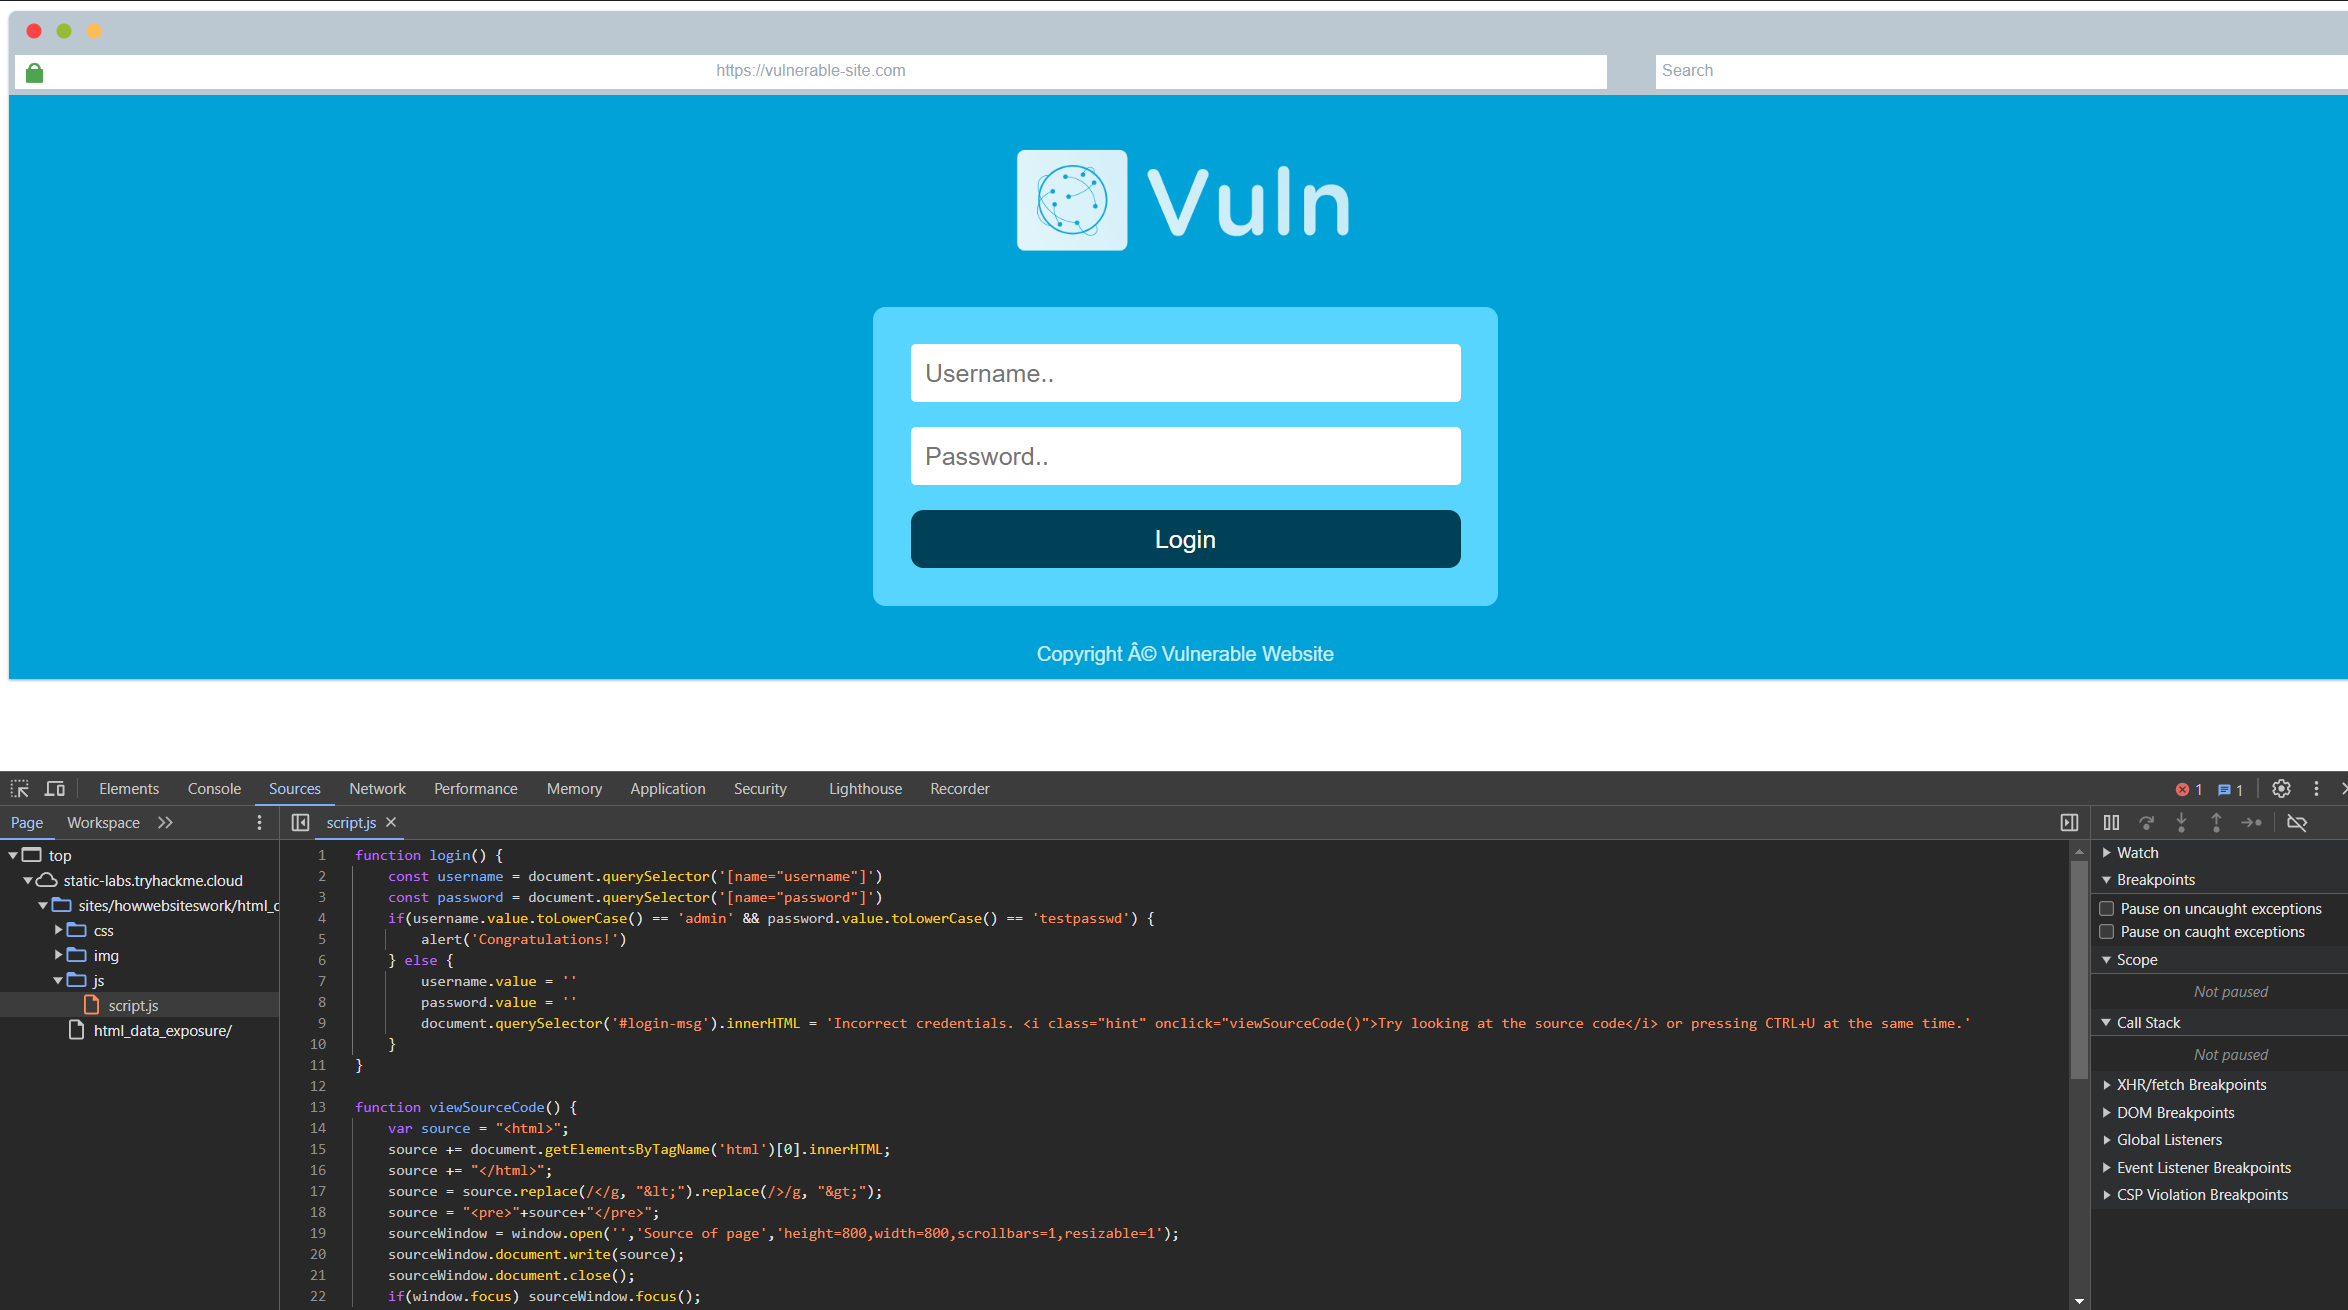 https://vulnerable-site.com
Search
Vuln
Username..
Password..
Login
Copyright Â© Vulnerable Website
Elements Console Sources Network Performance Memory Application Security Lighthouse Recorder 1 1
Page Workspace
script.js
top
static-labs.tryhackme.cloud
sites/howwebsiteswork/html_
css
img
js
script.js
html_data_exposure/
1 function login() {
2 const username = document.querySelector('[name="username"]')
3 const password = document.querySelector('[name="password"]')
4 if(username.value.toLowerCase() == 'admin' && password.value.toLowerCase() == 'testpasswd') {
5 alert('Congratulations!')
6 } else {
7 username.value = ''
8 password.value = ''
9 document.querySelector('#login-msg').innerHTML = 'Incorrect credentials. <i class="hint" onclick="viewSourceCode()">Try looking at the source code</i> or pressing CTRL+U at the same time.'
10 }
11 }
12
13 function viewSourceCode() {
14 var source = "<html>";
15 source += document.getElementsByTagName('html')[0].innerHTML;
16 source += "</html>";
17 source = source.replace(/</g, "&lt;").replace(/>/g, "&gt;");
18 source = "<pre>"+source+"</pre>";
19 sourceWindow = window.open('','Source of page','height=800,width=800,scrollbars=1,resizable=1');
20 sourceWindow.document.write(source);
21 sourceWindow.document.close();
22 if(window.focus) sourceWindow.focus();
Watch
Breakpoints
Pause on uncaught exceptions
Pause on caught exceptions
Scope
Not paused
Call Stack
Not paused
XHR/fetch Breakpoints
DOM Breakpoints
Global Listeners
Event Listener Breakpoints
CSP Violation Breakpoints